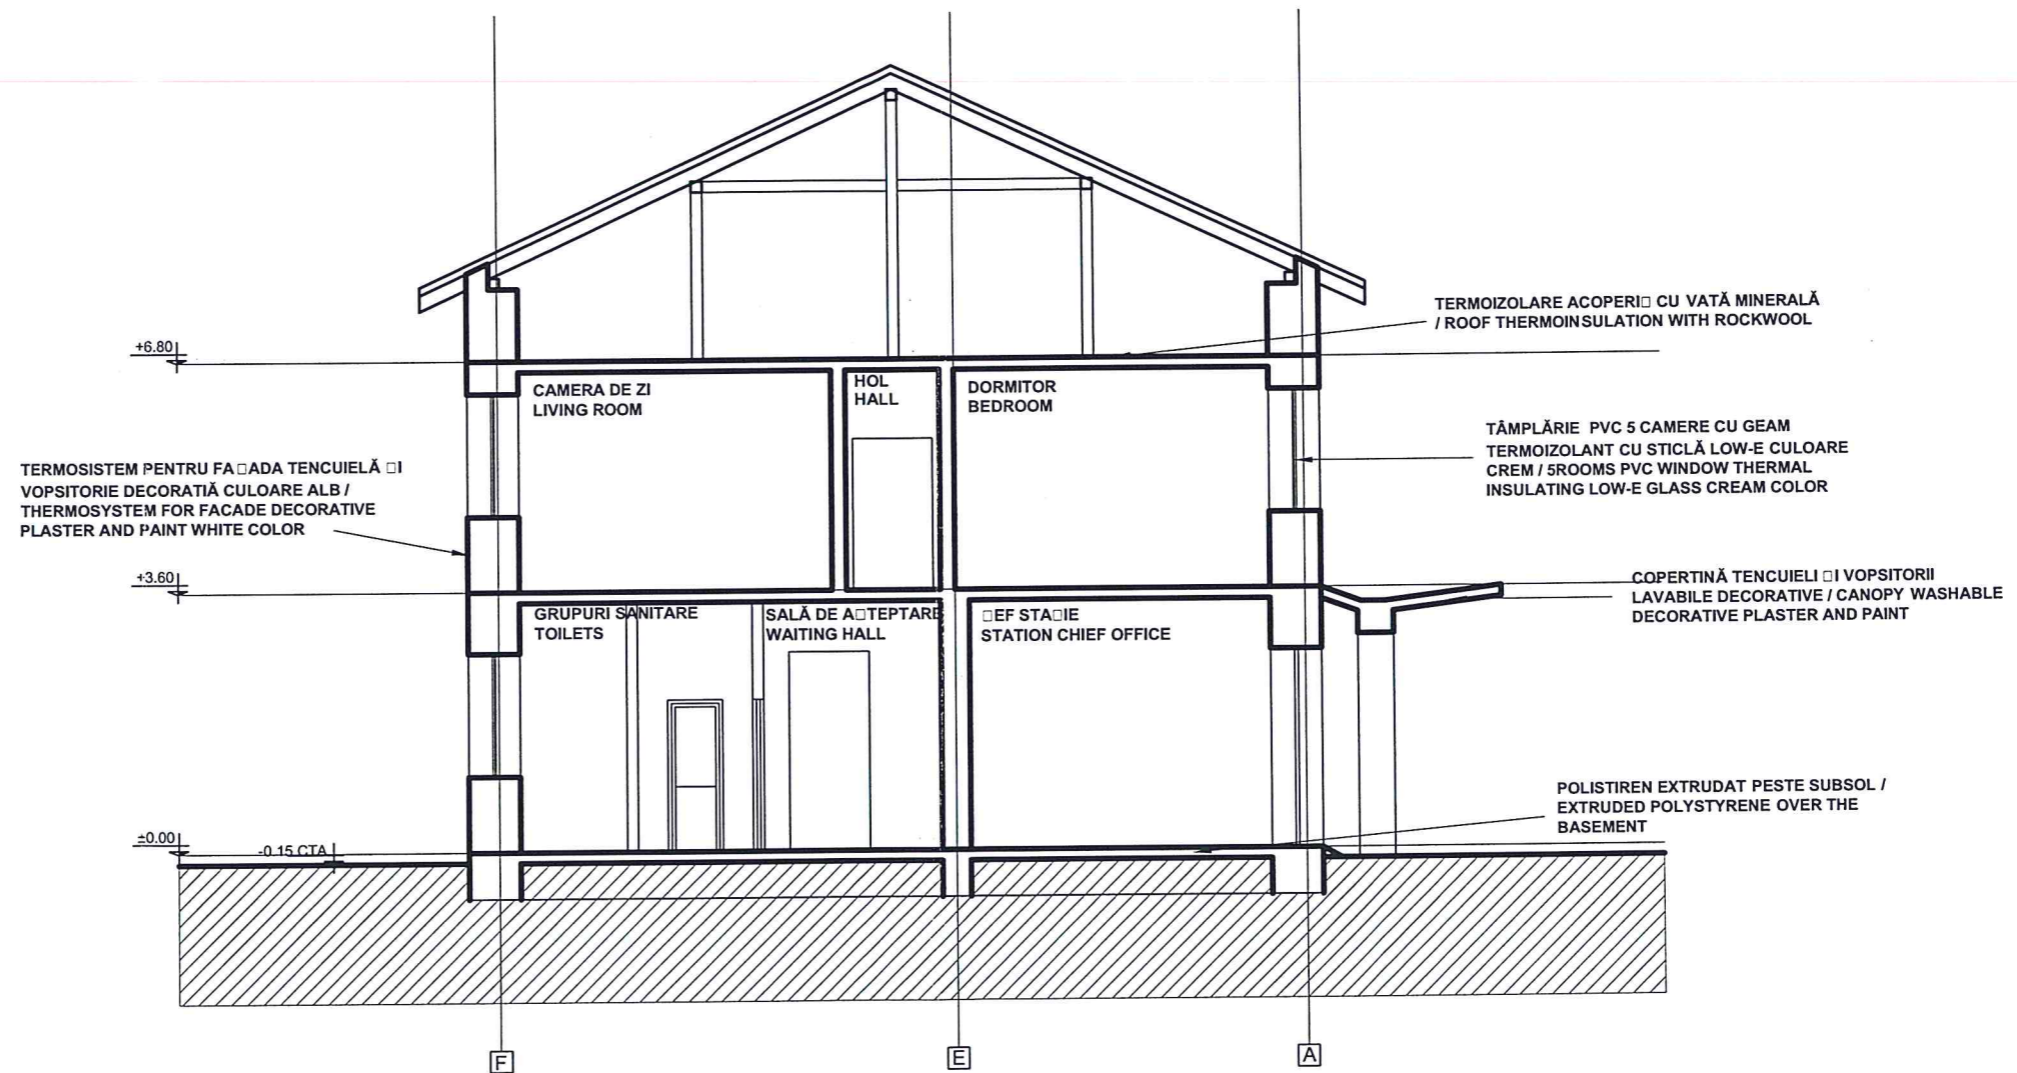 TERMOIZOLARE ACOPERI□ CU VATĂ MINERALĂ
/ ROOF THERMOINSULATION WITH ROCKWOOL
+6.80
CAMERA DE ZI
LIVING ROOM
HOL
HALL
DORMITOR
BEDROOM
TÂMPLĂRIE PVC 5 CAMERE CU GEAM
TERMOIZOLANT CU STICLĂ LOW-E CULOARE
CREM / 5ROOMS PVC WINDOW THERMAL
INSULATING LOW-E GLASS CREAM COLOR
TERMOSISTEM PENTRU FA□ADA TENCUIELĂ □I
VOPSITORIE DECORATIĂ CULOARE ALB /
THERMOSYSTEM FOR FACADE DECORATIVE
PLASTER AND PAINT WHITE COLOR
+3.60
COPERTINĂ TENCUIELI □I VOPSITORII
LAVABILE DECORATIVE / CANOPY WASHABLE
DECORATIVE PLASTER AND PAINT
GRUPURI SANITARE
TOILETS
SALĂ DE A□TEPTARE
WAITING HALL
□EF STA□IE
STATION CHIEF OFFICE
POLISTIREN EXTRUDAT PESTE SUBSOL /
EXTRUDED POLYSTYRENE OVER THE
BASEMENT
±0.00
-0.15 CTA
F
E
A